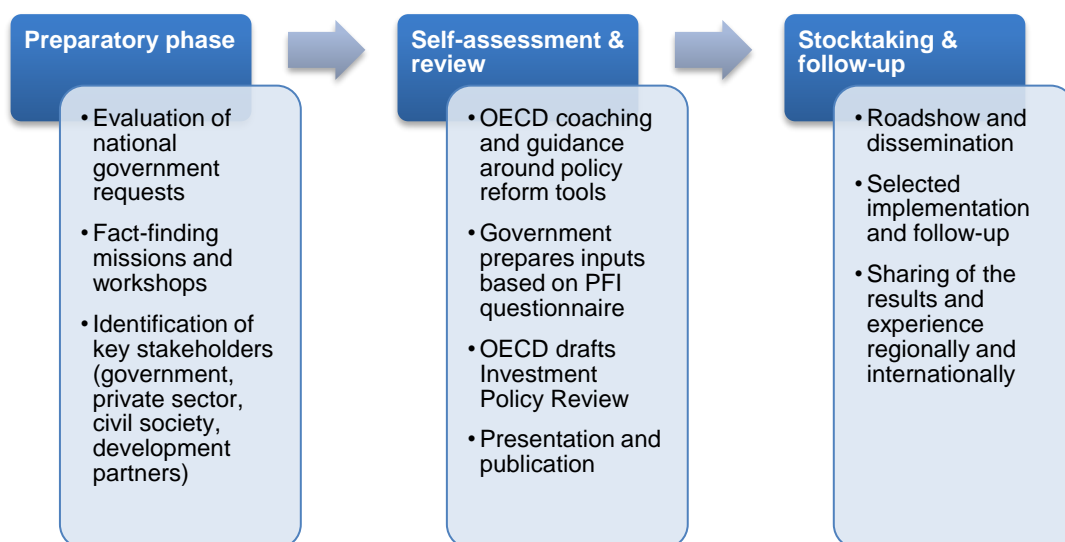 Preparatory phase
• Evaluation of
national
government
requests
• Fact-finding
missions and
workshops
• Identification of
key stakeholders
(government,
private sector,
civil society,
development
partners)
Self-assessment &
review
• OECD coaching
and guidance
around policy
reform tools
• Government
prepares inputs
based on PFI
questionnaire
• OECD drafts
Investment
Policy Review
• Presentation and
publication
Stocktaking &
follow-up
• Roadshow and
dissemination
• Selected
implementation
and follow-up
• Sharing of the
results and
experience
regionally and
internationally